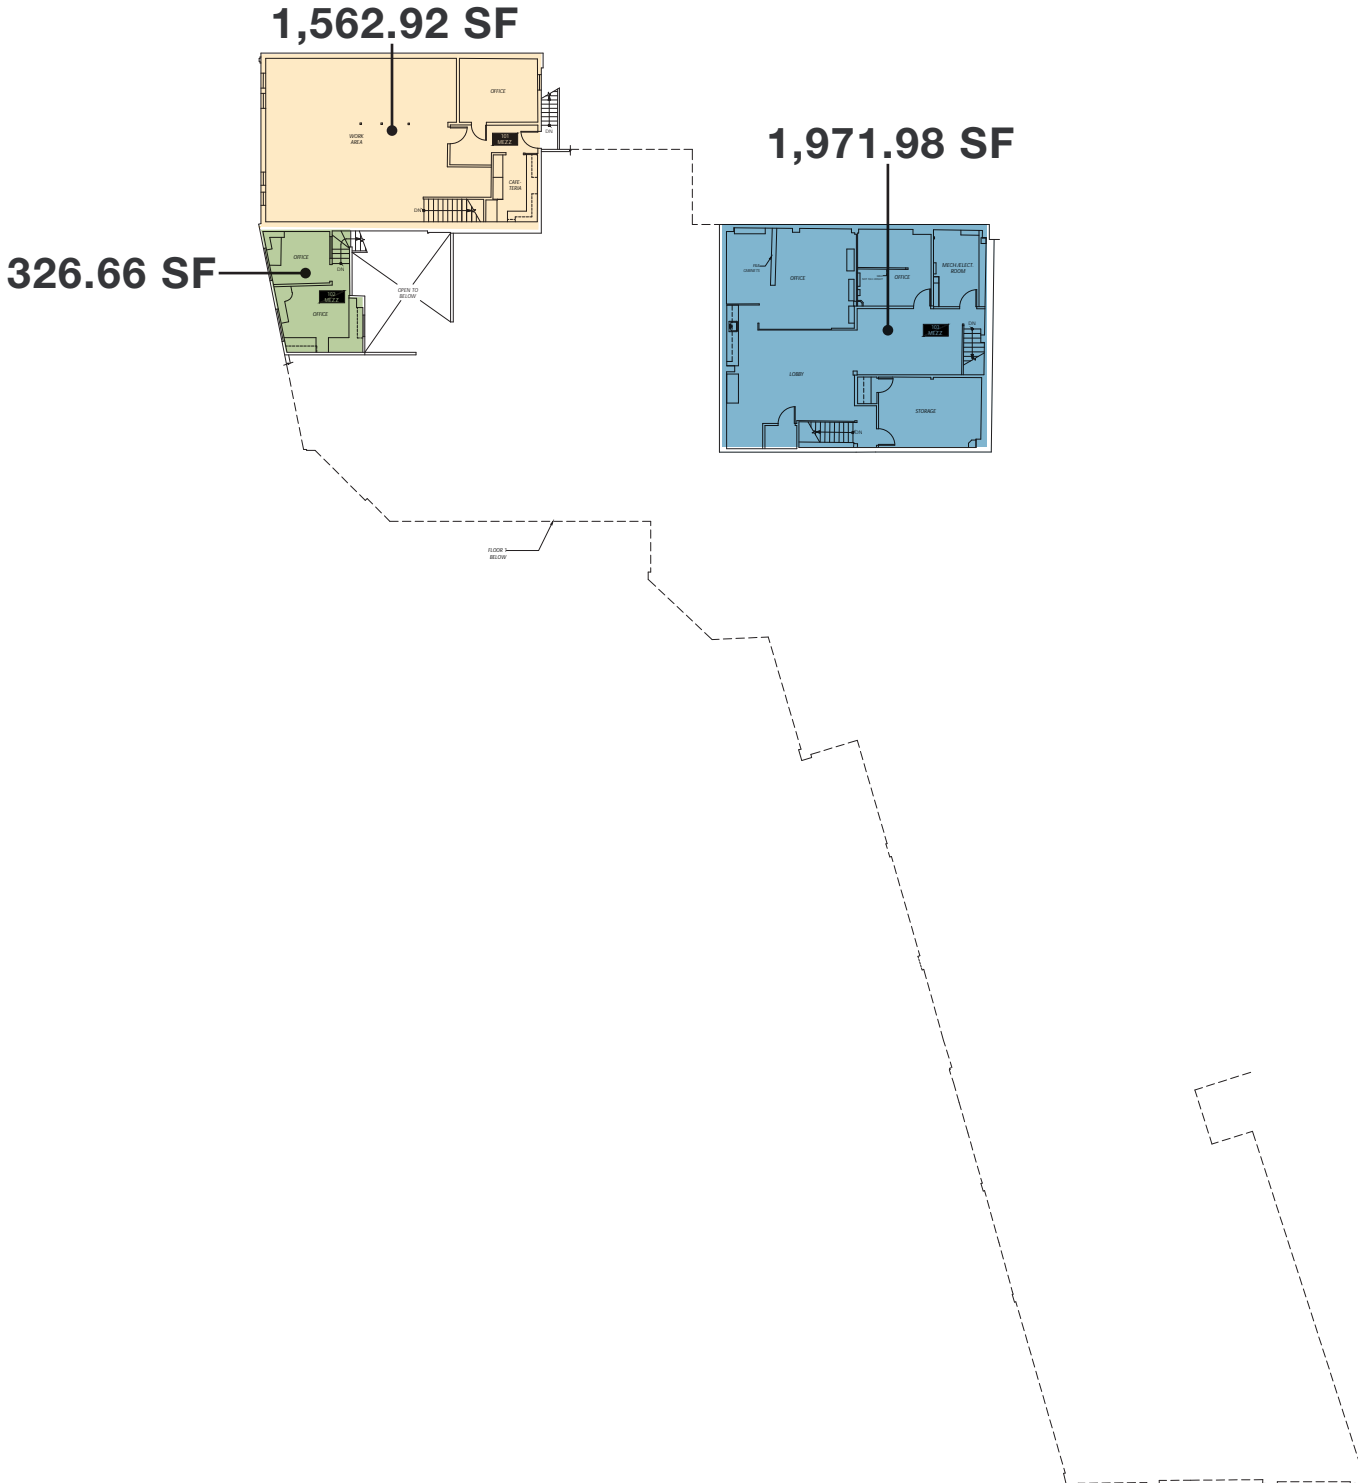 1,562.92 SF
OFFICE
WORK
AREA
101
MEZZ
DN
CAFE-
TERIA
DN
1,971.98 SF
326.66 SF
OFFICE
DN
102
MEZZ
OFFICE
OPEN TO
BELOW
OFFICE
OFFICE
MECH./ELECT.
ROOM
103
MEZZ
DN
LOBBY
STORAGE
DN
FLOOR 1
BELOW